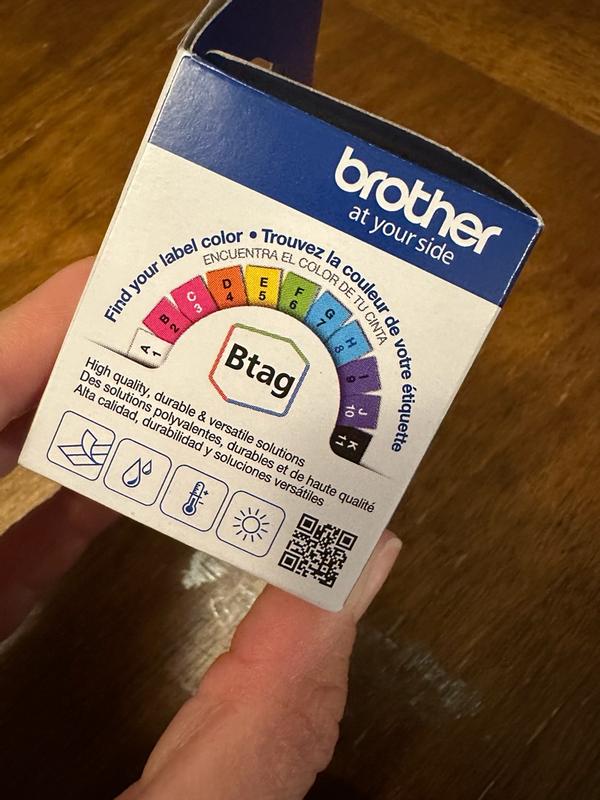 brother
at your side
Find your label color • Trouvez la couleur de votre étiquette
ENCUENTRA EL COLOR DE TU CINTA
A 1
B 2
C 3
D 4
E 5
F 6
G 7
H 8
I 9
J 10
K 11
Btag
High quality, durable & versatile solutions
Des solutions polyvalentes, durables et de haute qualité
Alta calidad, durabilidad y soluciones versátiles